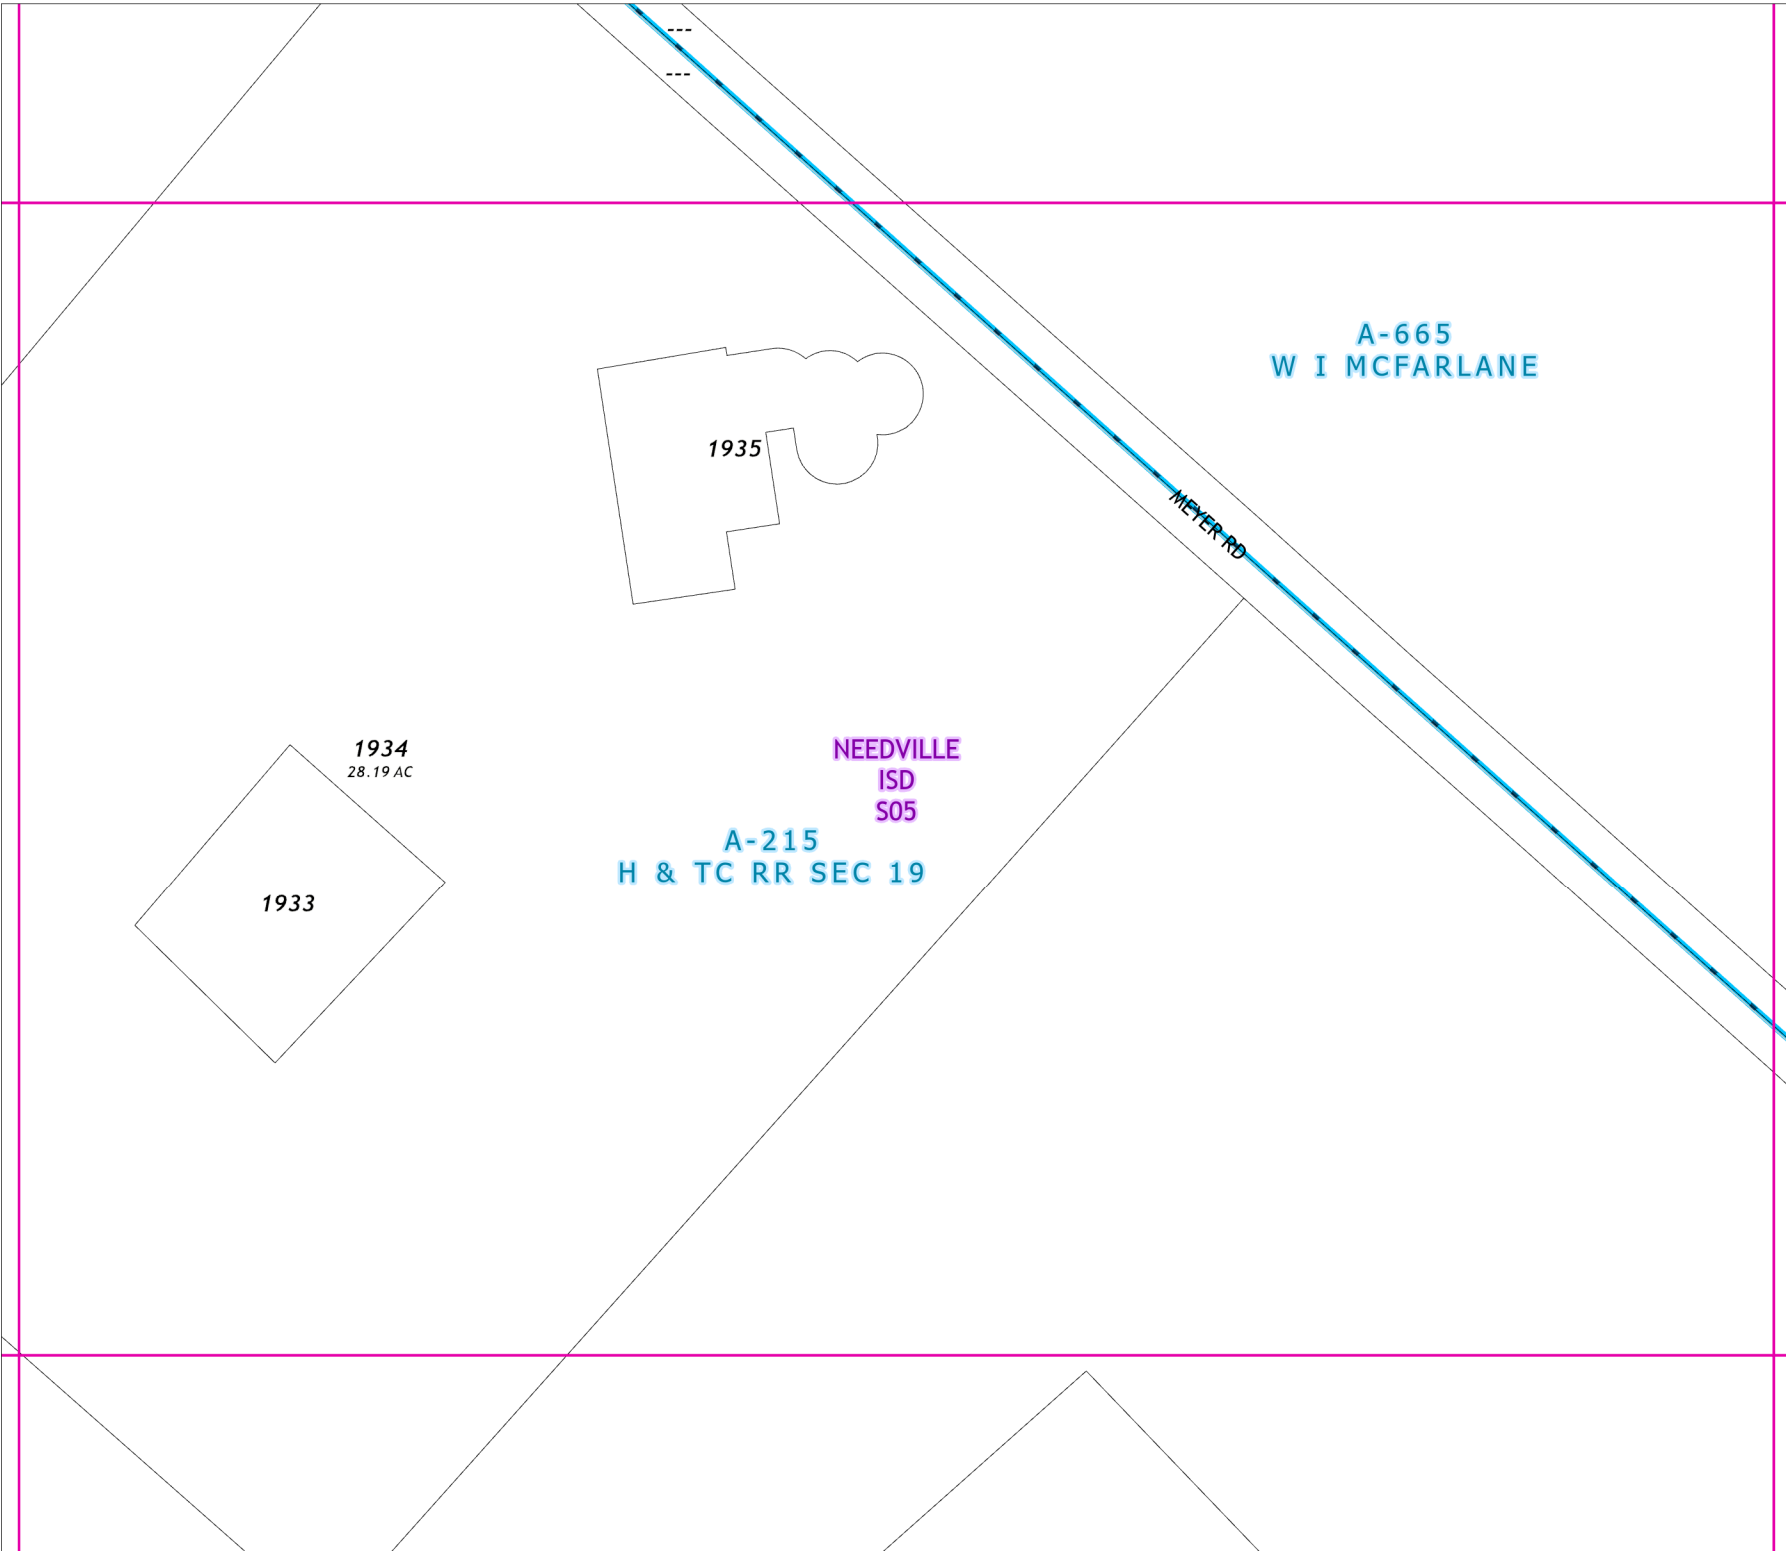 ---
---
A-665
W I MCFARLANE
1935
MEYER RD
1934
28.19 AC
NEEDVILLE
ISD
S05
A-215
H & TC RR SEC 19
1933